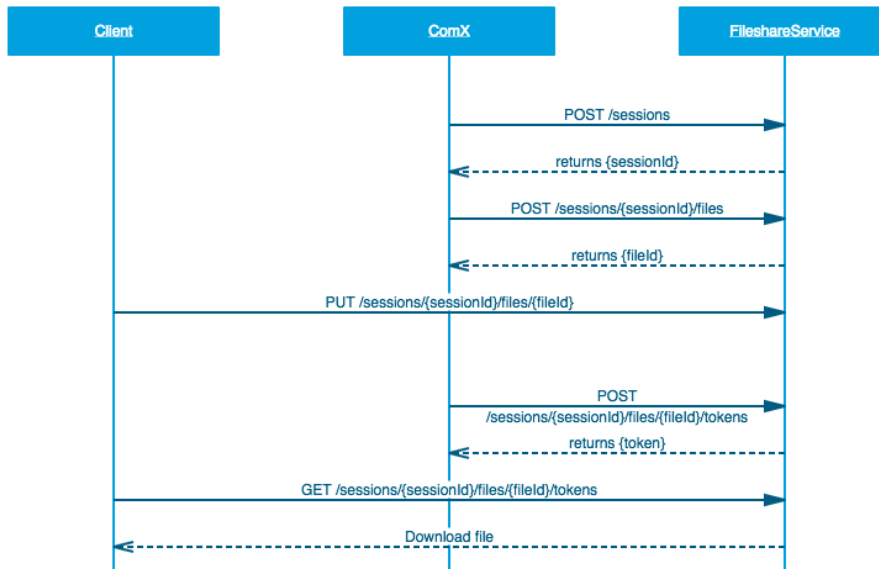 Client
ComX
FileshareService
POST /sessions
returns {sessionId}
POST /sessions/{sessionId}/files
returns {fileId}
PUT /sessions/{sessionId}/files/{fileId}
POST
/sessions/{sessionId}/files/{fileId}/tokens
returns {token}
GET /sessions/{sessionId}/files/{fileId}/tokens
Download file